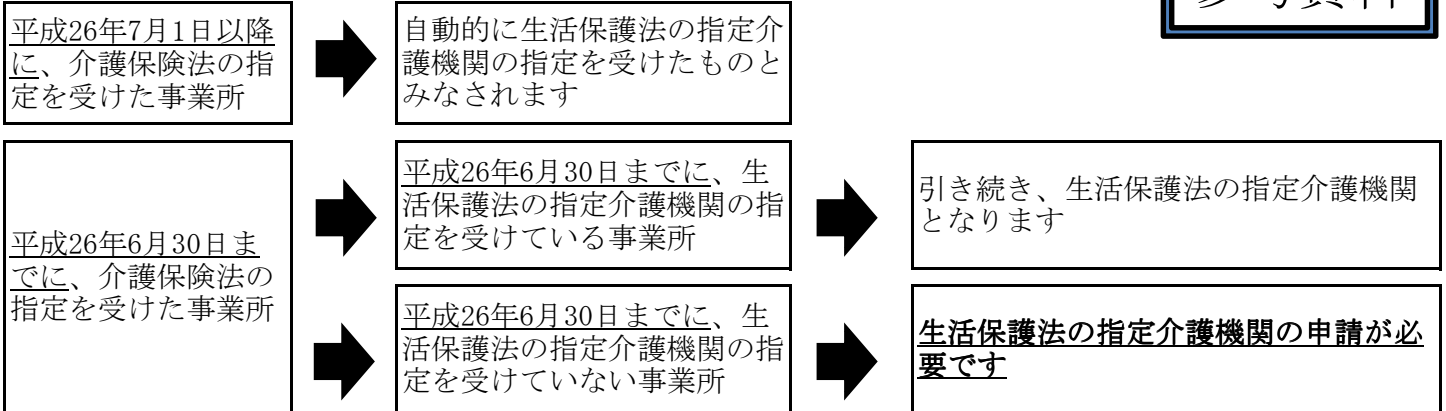 平成26年7月1日以降
に、介護保険法の指
定を受けた事業所
自動的に生活保護法の指定介
護機関の指定を受けたものと
みなされます
平成26年6月30日ま
でに、介護保険法の
指定を受けた事業所
平成26年6月30日までに、生
活保護法の指定介護機関の指
定を受けている事業所
引き続き、生活保護法の指定介護機関
となります
平成26年6月30日までに、生
活保護法の指定介護機関の指
定を受けていない事業所
生活保護法の指定介護機関の申請が必
要です